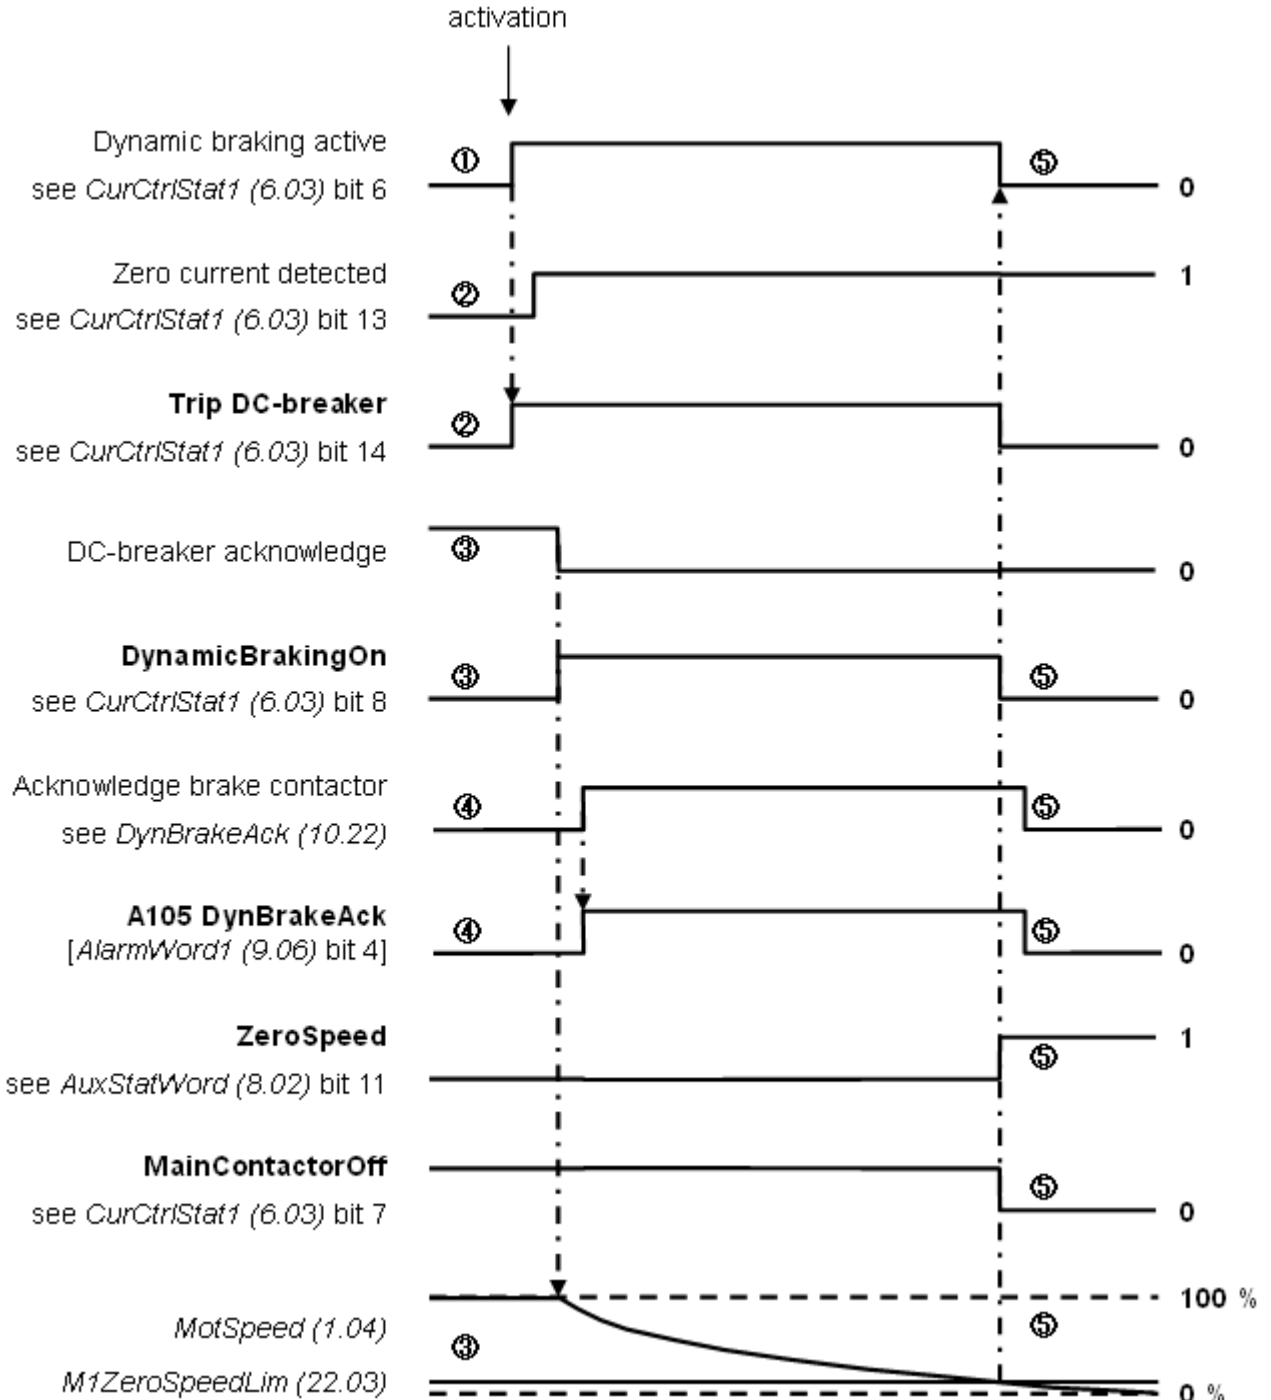 activation
Dynamic braking active
① ⑤
see CurCtrlStat1 (6.03) bit 6 0
Zero current detected 1
②
see CurCtrlStat1 (6.03) bit 13
Trip DC-breaker
②
see CurCtrlStat1 (6.03) bit 14 0
③
DC-breaker acknowledge
0
DynamicBrakingOn
③ ⑤
see CurCtrlStat1 (6.03) bit 8 0
Acknowledge brake contactor
④ ⑤
see DynBrakeAck (10.22) 0
A105 DynBrakeAck
④ ⑤
[AlarmWord1 (9.06) bit 4] 0
ZeroSpeed 1
⑤
see AuxStatWord (8.02) bit 11
MainContactorOff
⑤
see CurCtrlStat1 (6.03) bit 7 0
100 %
MotSpeed (1.04) ⑤
③
M1ZeroSpeedLim (22.03) 0 %